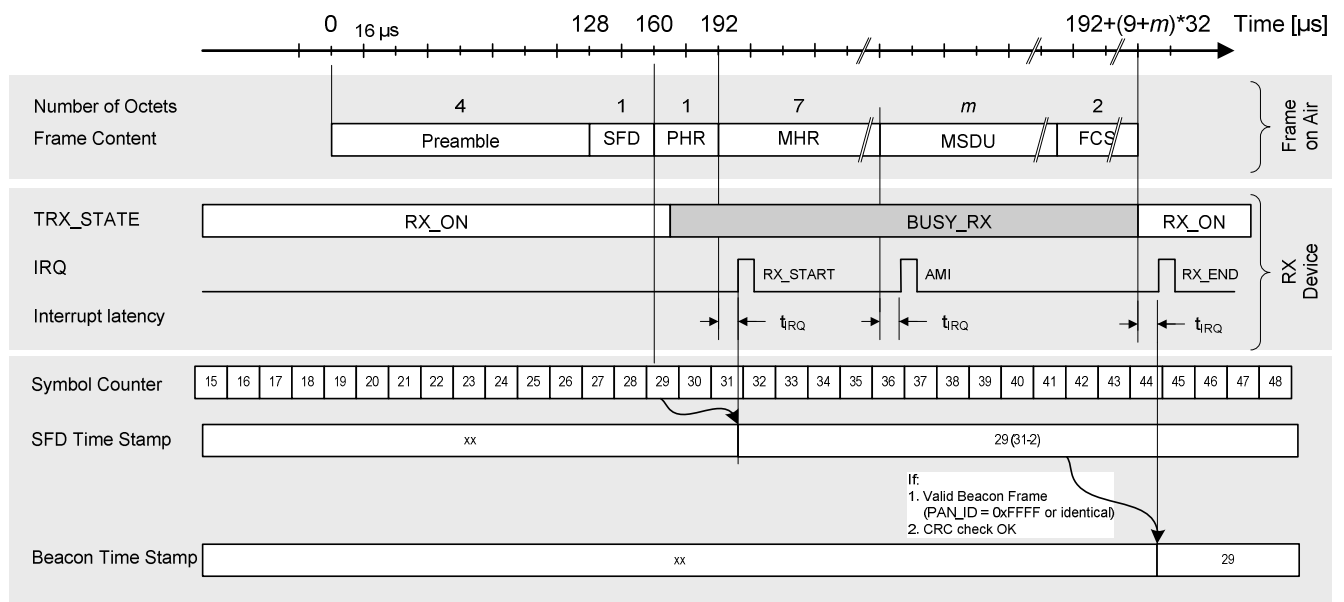 0 16 µs 128 160 192 192+(9+m)*32 Time [µs]
Number of Octets 4 1 1 7 m 2
Frame Content Preamble SFD PHR MHR MSDU FCS
Frame on Air
TRX_STATE RX_ON BUSY_RX RX_ON
IRQ RX_START AMI RX_END
Interrupt latency tIRQ tIRQ tIRQ
RX Device
Symbol Counter 15 16 17 18 19 20 21 22 23 24 25 26 27 28 29 30 31 32 33 34 35 36 37 38 39 40 41 42 43 44 45 46 47 48
SFD Time Stamp xx 29 (31-2)
If:
1. Valid Beacon Frame
(PAN_ID = 0xFFFF or identical)
2. CRC check OK
Beacon Time Stamp xx 29